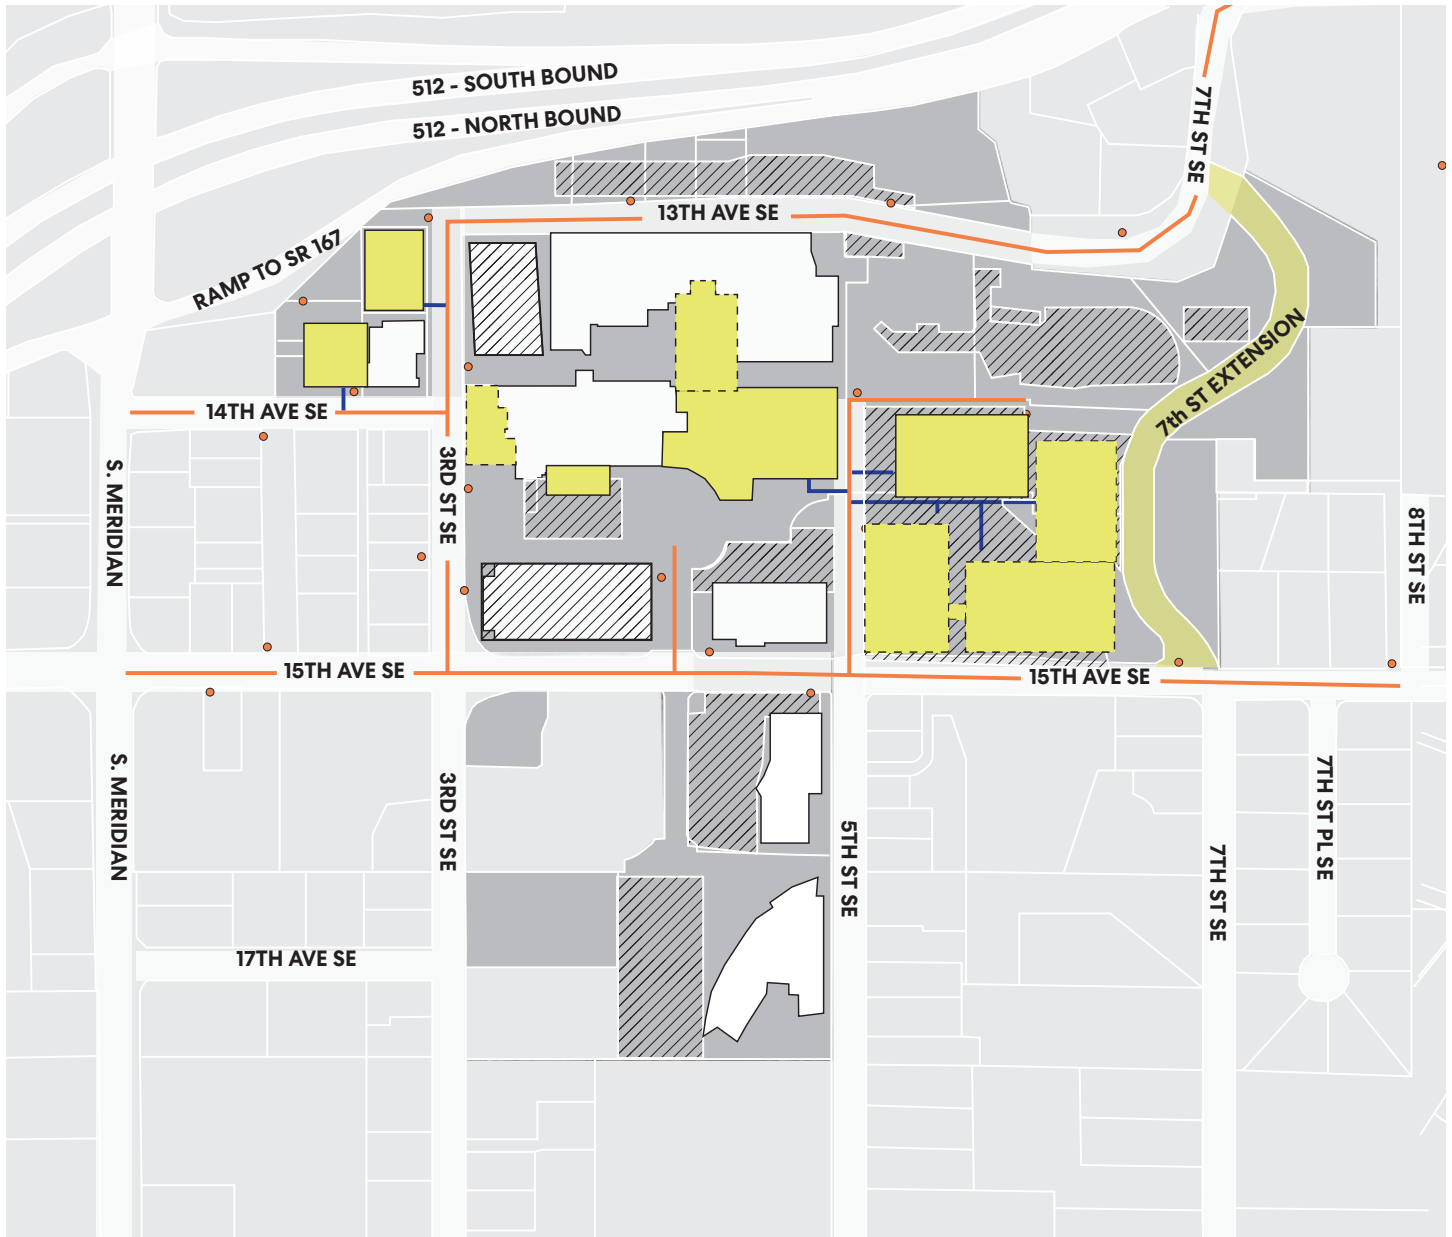 512 - SOUTH BOUND
512 - NORTH BOUND
7TH ST SE
13TH AVE SE
RAMP TO SR 167
7th ST EXTENSION
14TH AVE SE
S. MERIDIAN
3RD ST SE
8TH ST SE
15TH AVE SE
15TH AVE SE
S. MERIDIAN
3RD ST SE
5TH ST SE
7TH ST SE
7TH ST PL SE
17TH AVE SE